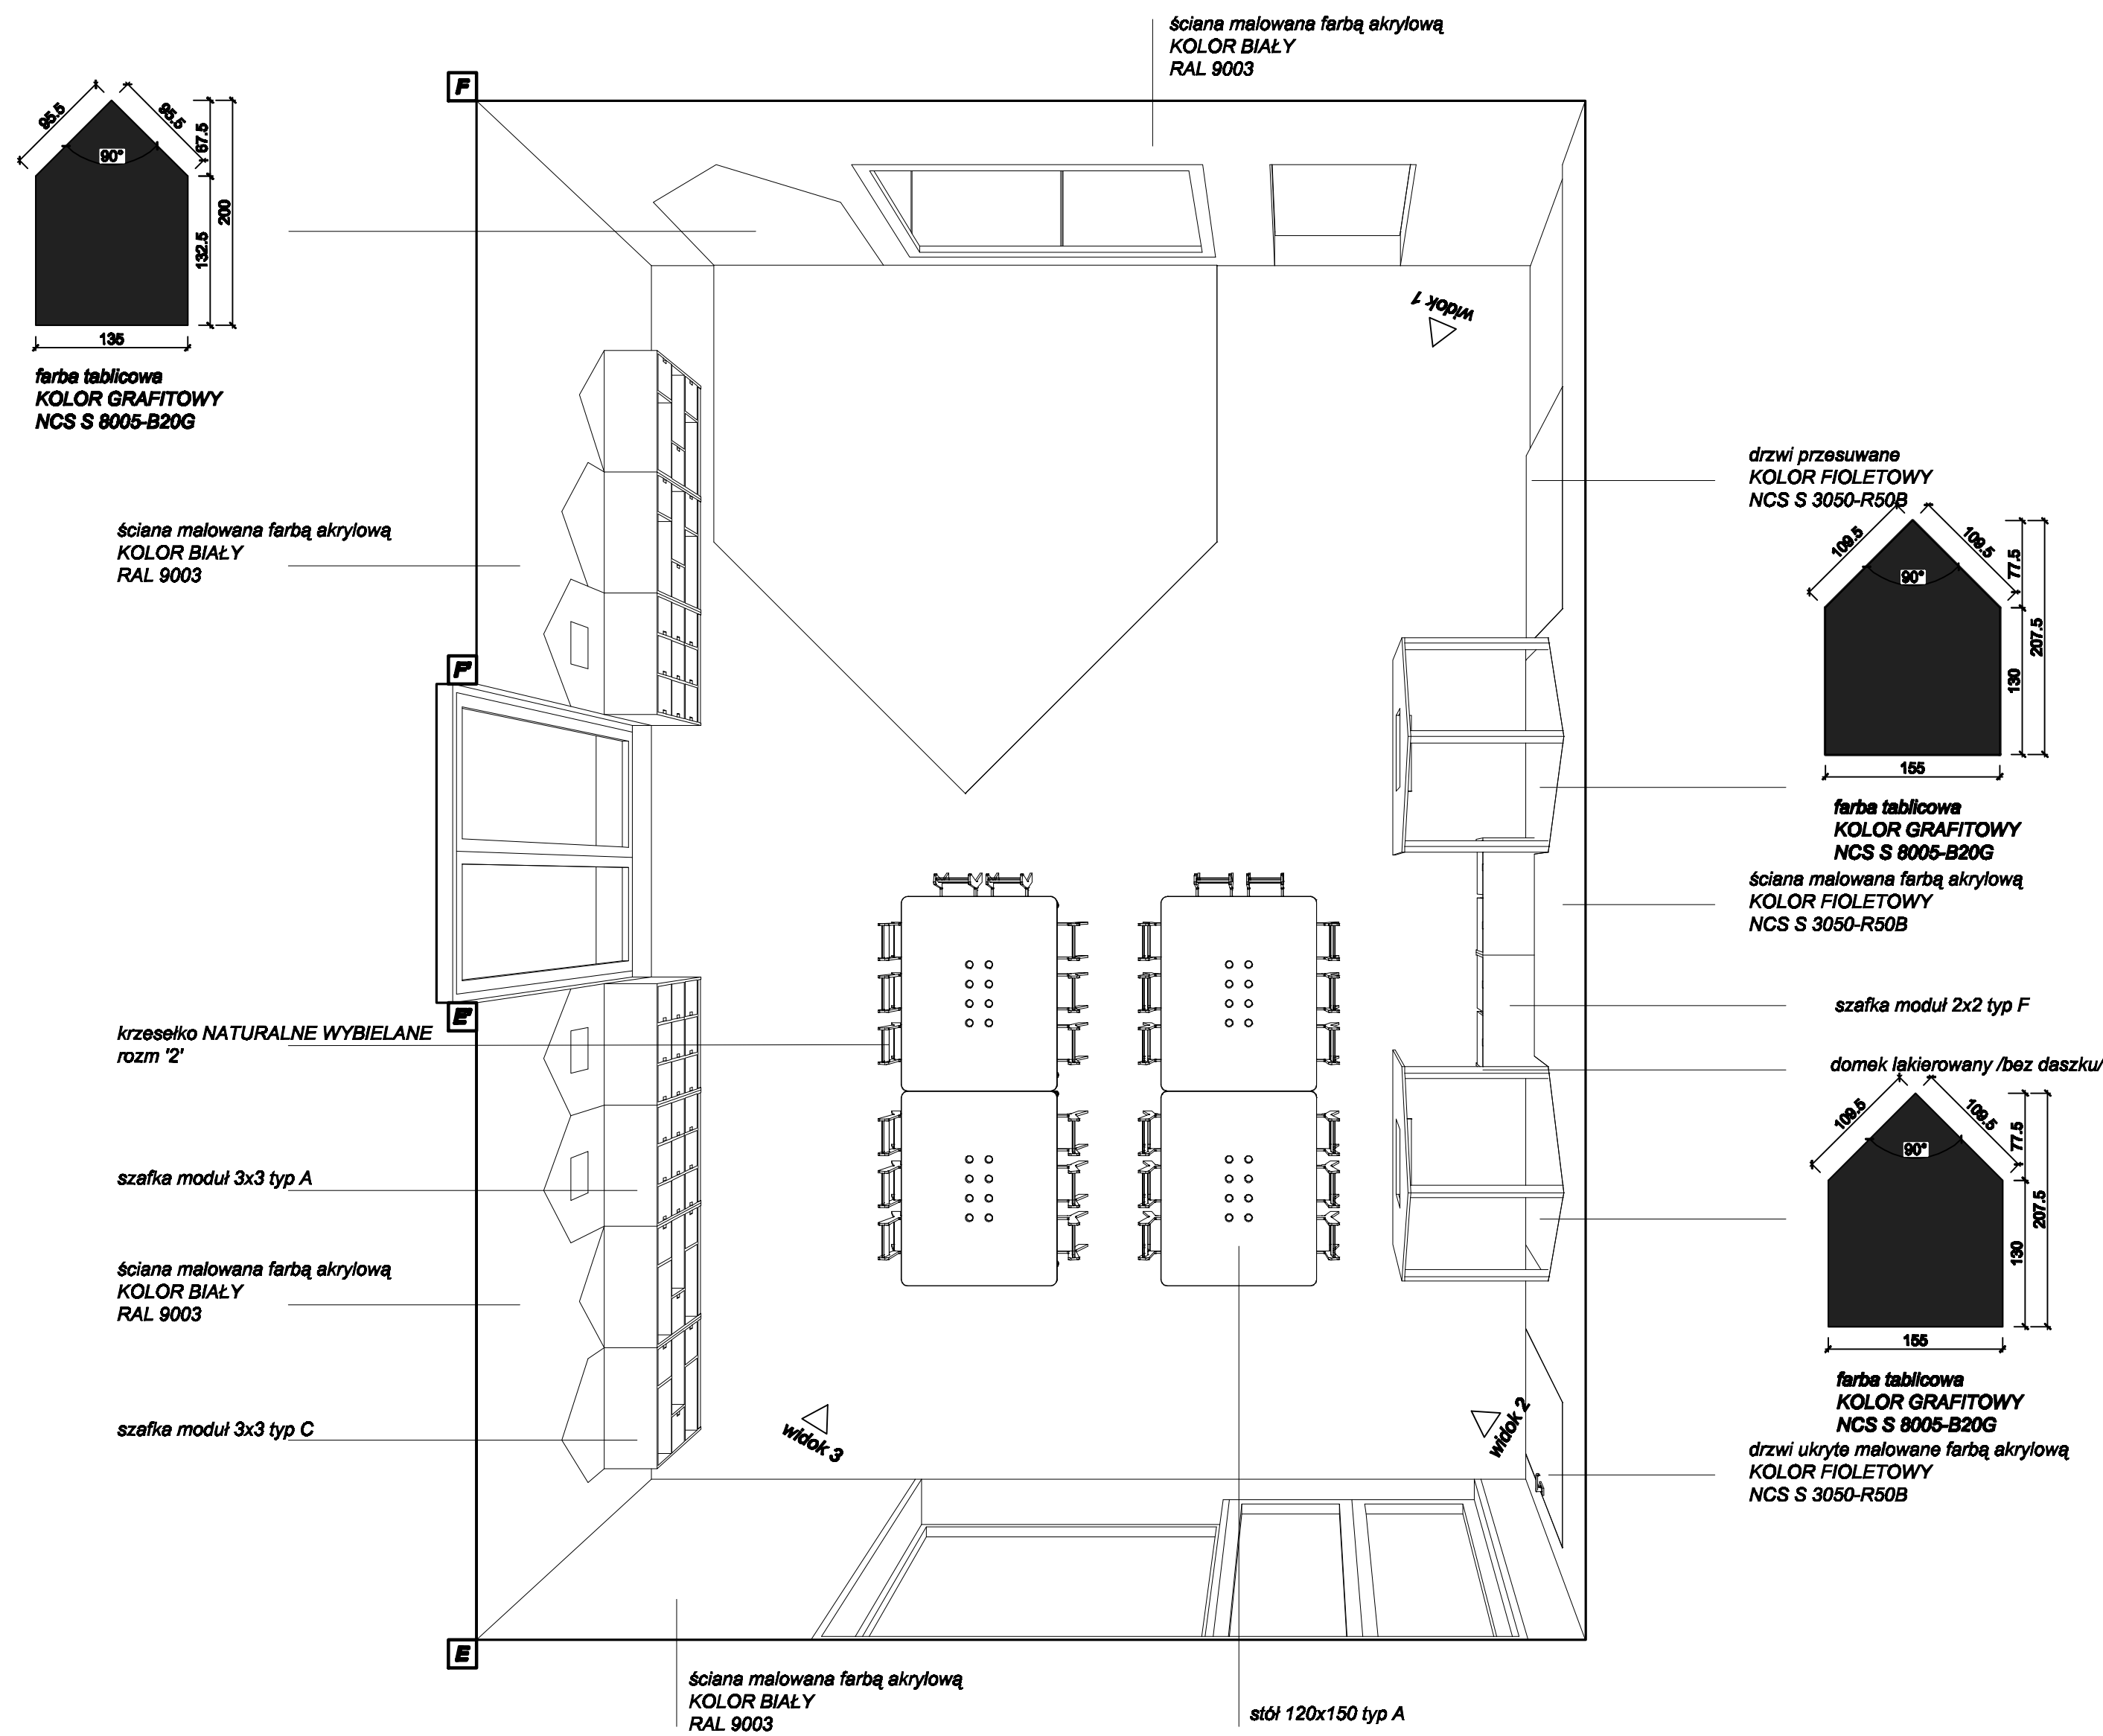 ściana malowana farbą akrylową
KOLOR BIAŁY
RAL 9003
F
95.5
95.5
67.5
90°
200
132.5
135
farba tablicowa
KOLOR GRAFITOWY
NCS S 8005-B20G
widok 1
drzwi przesuwane
KOLOR FIOLETOWY
NCS S 3050-R50B
ściana malowana farbą akrylową
KOLOR BIAŁY
RAL 9003
109.5
109.5
77.5
90°
207.5
130
155
F'
farba tablicowa
KOLOR GRAFITOWY
NCS S 8005-B20G
ściana malowana farbą akrylową
KOLOR FIOLETOWY
NCS S 3050-R50B
szafka moduł 2x2 typ F
E'
krzesełko NATURALNE WYBIELANE
rozm '2'
domek lakierowany /bez daszku/
109.5
109.5
77.5
90°
207.5
130
155
szafka moduł 3x3 typ A
ściana malowana farbą akrylową
KOLOR BIAŁY
RAL 9003
farba tablicowa
KOLOR GRAFITOWY
NCS S 8005-B20G
szafka moduł 3x3 typ C
widok 3
widok 2
drzwi ukryte malowane farbą akrylową
KOLOR FIOLETOWY
NCS S 3050-R50B
E
ściana malowana farbą akrylową
KOLOR BIAŁY
RAL 9003
stół 120x150 typ A